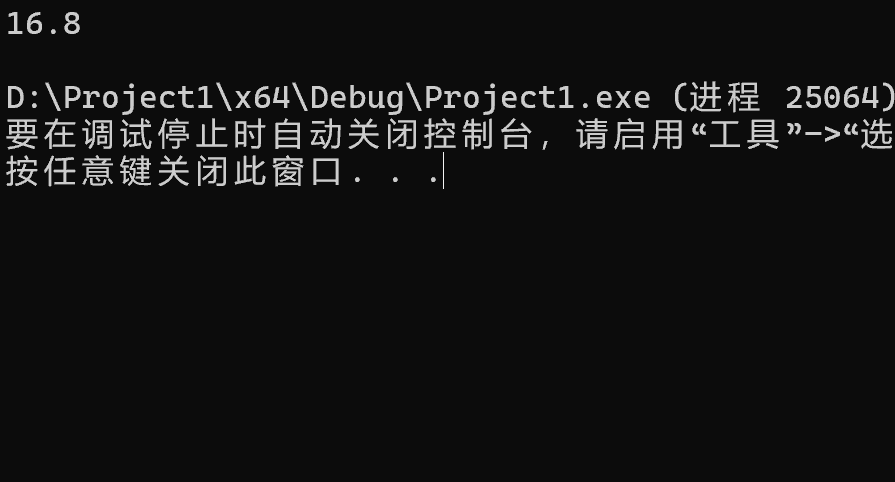 16.8
D:\Project1\x64\Debug\Project1.exe (进程 25064)
要在调试停止时自动关闭控制台，请启用“工具”->“选
按任意键关闭此窗口. . .